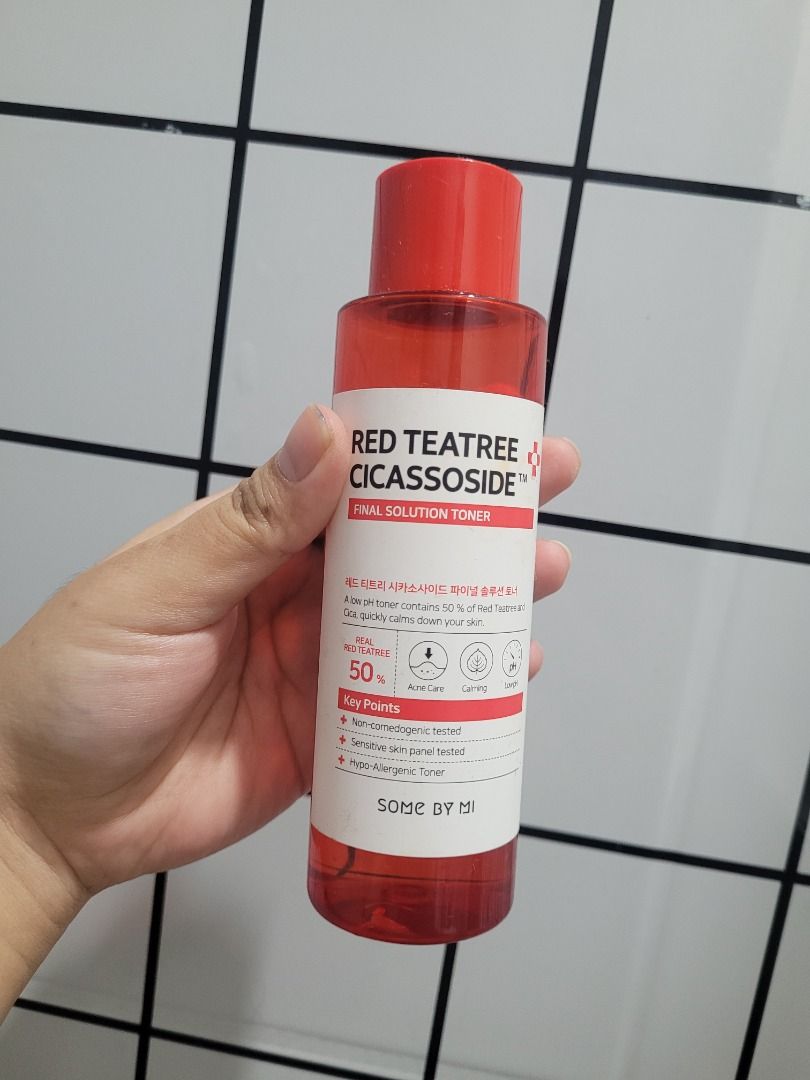 RED TEATREE
CICASSOSIDE™
FINAL SOLUTION TONER
레드 티트리 시카소사이드 파이널 솔루션 토너
A low pH toner contains 50 % of Red Teatree and
Cica, quickly calms down your skin.
REAL
RED TEATREE
50 %
pH
Acne Care
Calming
Low pH
Key Points
Non-comedogenic tested
Sensitive skin panel tested
Hypo-Allergenic Toner
SOME BY MI